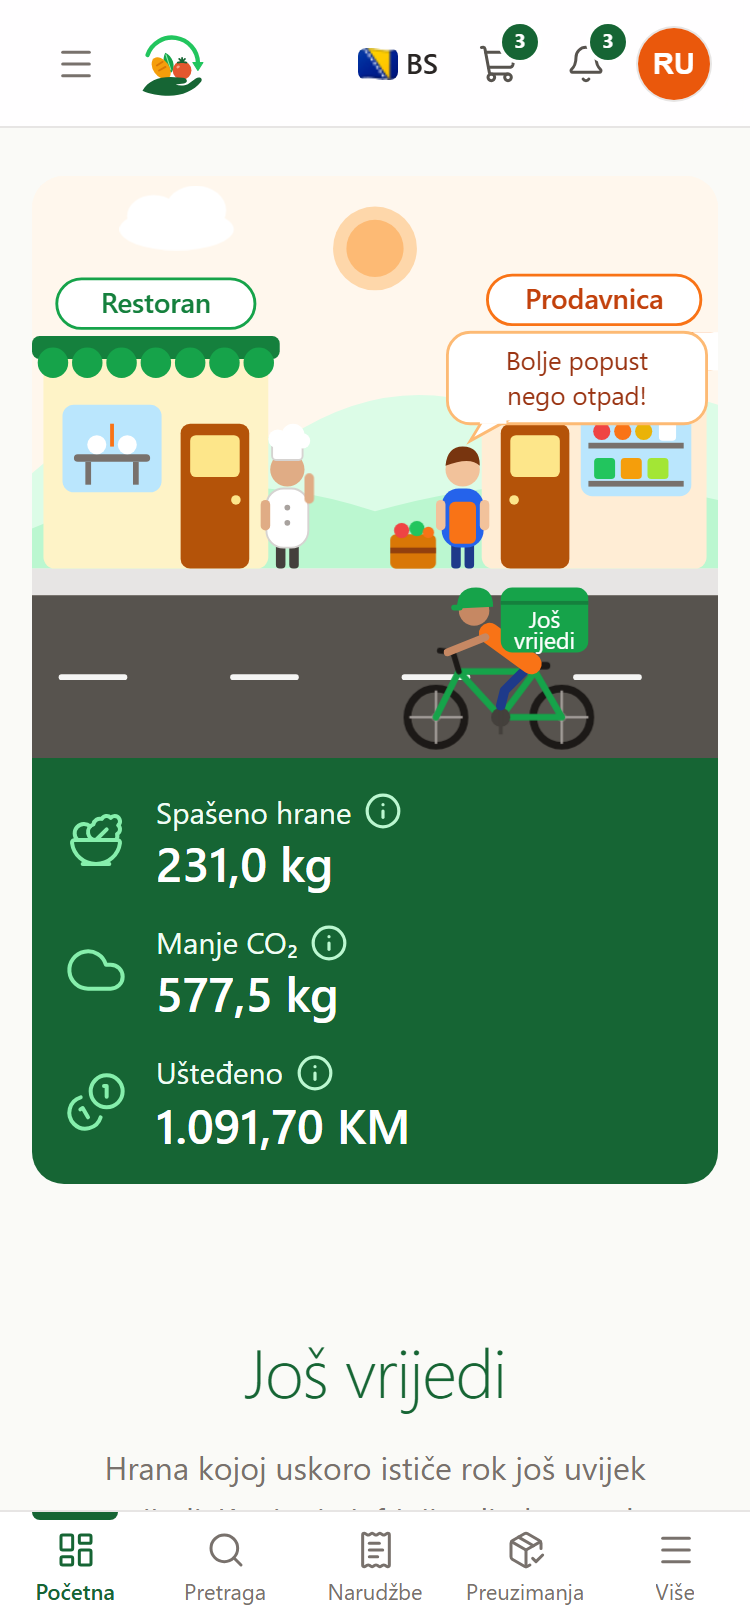 BS
3
3
RU
Restoran
Prodavnica
Bolje popust
nego otpad!
Još
vrijedi
Spašeno hrane
231,0 kg
Manje CO₂
577,5 kg
Ušteđeno
1.091,70 KM
Još vrijedi
Hrana kojoj uskoro ističe rok još uvijek
Početna
Pretraga
Narudžbe
Preuzimanja
Više